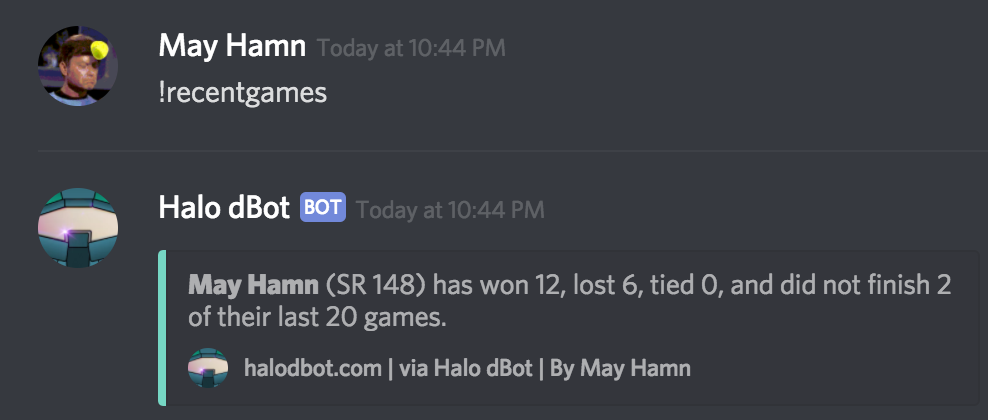 May Hamn Today at 10:44 PM
!recentgames
Halo dBot BOT Today at 10:44 PM
May Hamn (SR 148) has won 12, lost 6, tied 0, and did not finish 2
of their last 20 games.
halodbot.com | via Halo dBot | By May Hamn